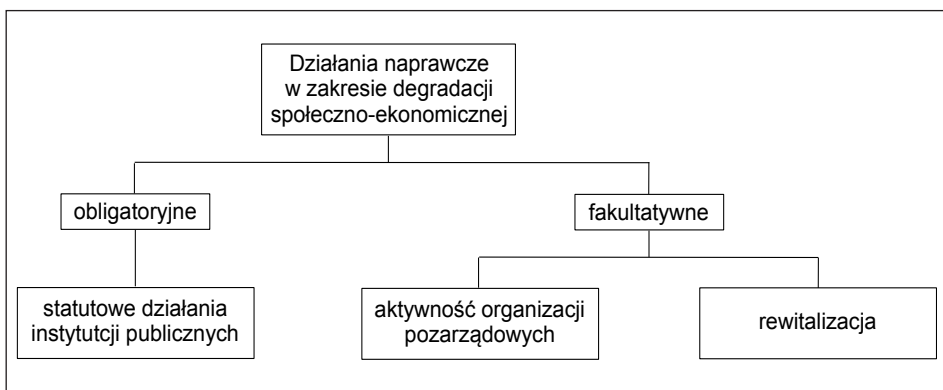 Działania naprawcze
w zakresie degradacji
społeczno-ekonomicznej
obligatoryjne
fakultatywne
statutowe działania
instytutcji publicznych
aktywność organizacji
pozarządowych
rewitalizacja